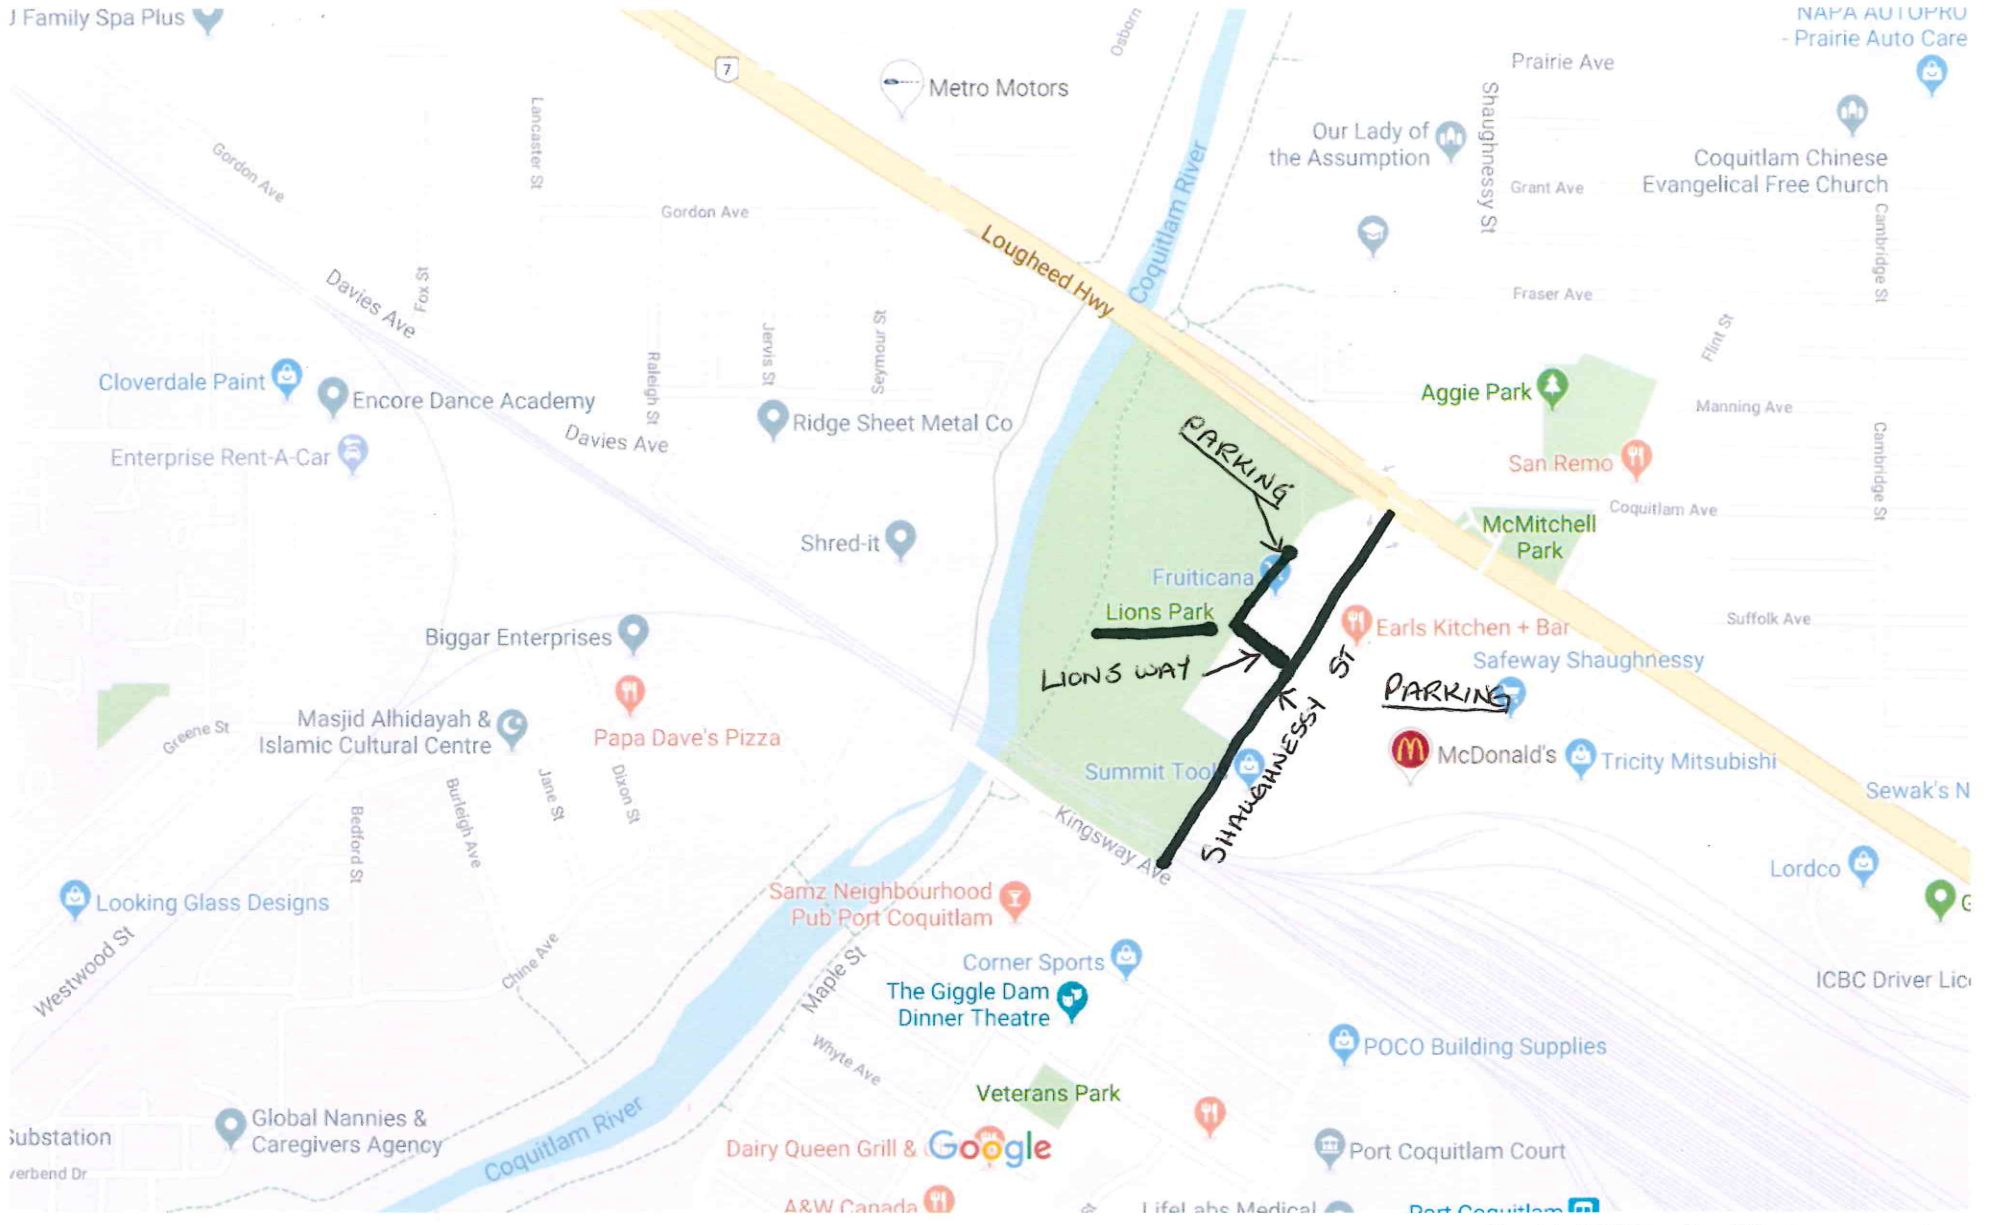 J Family Spa Plus
7
Metro Motors
Osborn
NAPA AUTOPRO
- Prairie Auto Care
Prairie Ave
Shaughnessy St
Our Lady of
the Assumption
Coquitlam Chinese
Evangelical Free Church
Lancaster St
Gordon Ave
Gordon Ave
Coquitlam River
Grant Ave
Cambridge St
Lougheed Hwy
Davies Ave
Fox St
Fraser Ave
Flint St
Jervis St
Seymour St
Raleigh St
Cloverdale Paint
Encore Dance Academy
Aggie Park
Manning Ave
Ridge Sheet Metal Co
PARKING
Davies Ave
Enterprise Rent-A-Car
San Remo
Cambridge St
Coquitlam Ave
McMitchell
Park
Shred-it
Fruiticana
Lions Park
Suffolk Ave
Earls Kitchen + Bar
Biggar Enterprises
LIONS WAY
SHAUGHNESSY ST
Safeway Shaughnessy
PARKING
Masjid Alhidayah &
Islamic Cultural Centre
Greene St
Papa Dave's Pizza
McDonald's
Tricity Mitsubishi
Summit Tool
Jane St
Dixon St
Burleigh Ave
Bedford St
Kingsway Ave
Sewak's N
Lordco
G
Looking Glass Designs
Samz Neighbourhood
Pub Port Coquitlam
Westwood St
Chine Ave
Maple St
Corner Sports
The Giggle Dam
Dinner Theatre
ICBC Driver Lic
Whyte Ave
POCO Building Supplies
Veterans Park
Global Nannies &
Caregivers Agency
Coquitlam River
Substation
verbend Dr
Dairy Queen Grill &
Google
Port Coquitlam Court
A&W Canada
LifeLabs Medical
Port Coquitlam